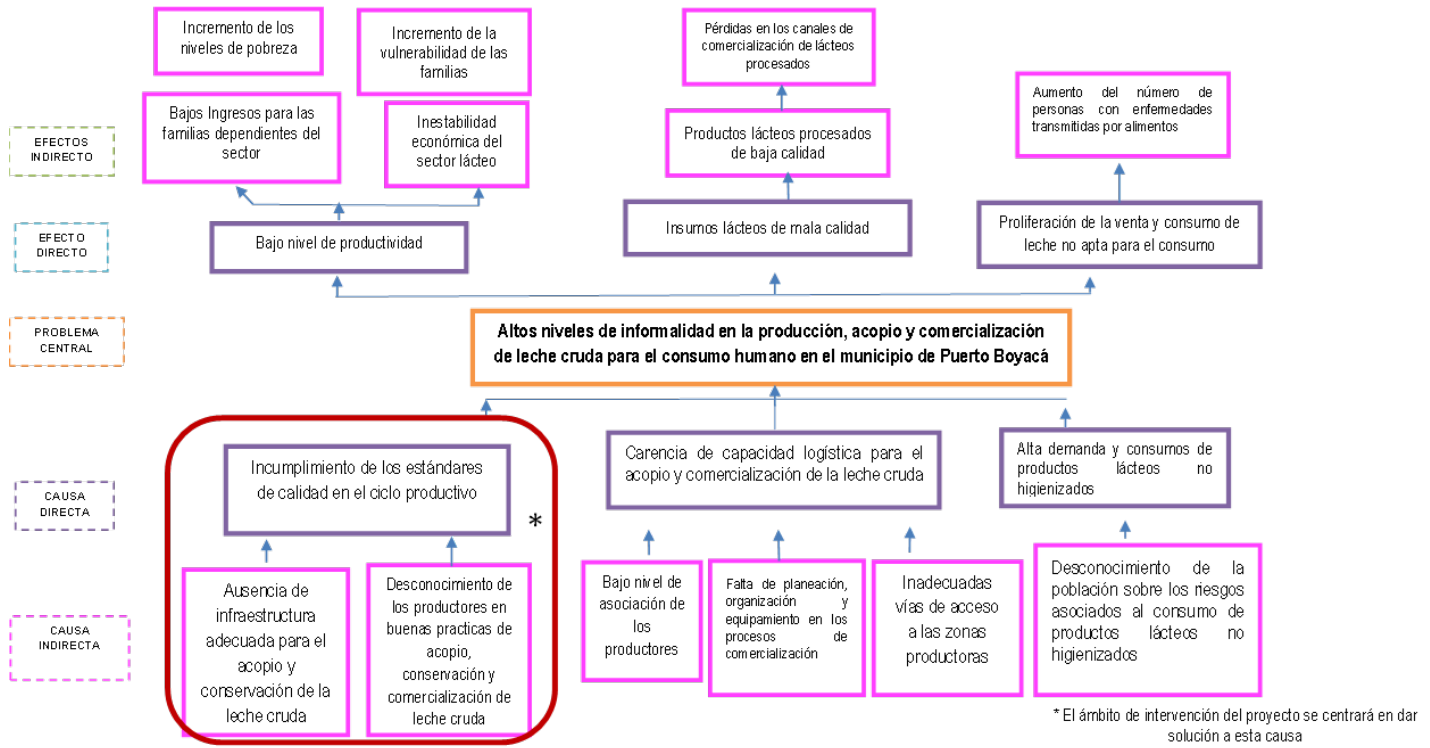 Incremento de los
niveles de pobreza
Incremento de la
vulnerabilidad de las
familias
Pérdidas en los canales de
comercialización de lácteos
procesados
EFECTOS
INDIRECTO
Bajos Ingresos para las
familias dependientes del
sector
Inestabilidad
económica del
sector lácteo
Productos lácteos procesados
de baja calidad
Aumento del número de
personas con enfermedades
transmitidas por alimentos
EFECTO
DIRECTO
Bajo nivel de productividad
Insumos lácteos de mala calidad
Proliferación de la venta y consumo de
leche no apta para el consumo
PROBLEMA
CENTRAL
Altos niveles de informalidad en la producción, acopio y comercialización
de leche cruda para el consumo humano en el municipio de Puerto Boyacá
CAUSA
DIRECTA
Incumplimiento de los estándares
de calidad en el ciclo productivo
*
Carencia de capacidad logística para el
acopio y comercialización de la leche cruda
Alta demanda y consumos de
productos lácteos no
higienizados
CAUSA
INDIRECTA
Ausencia de
infraestructura
adecuada para el
acopio y
conservación de la
leche cruda
Desconocimiento de
los productores en
buenas practicas de
acopio,
conservación y
comercialización de
leche cruda
Bajo nivel de
asociación de
los
productores
Falta de planeación,
organización y
equipamiento en los
procesos de
comercialización
Inadecuadas
vías de acceso
a las zonas
productoras
Desconocimiento de la
población sobre los riesgos
asociados al consumo de
productos lácteos no
higienizados
* El ámbito de intervención del proyecto se centrará en dar
solución a esta causa